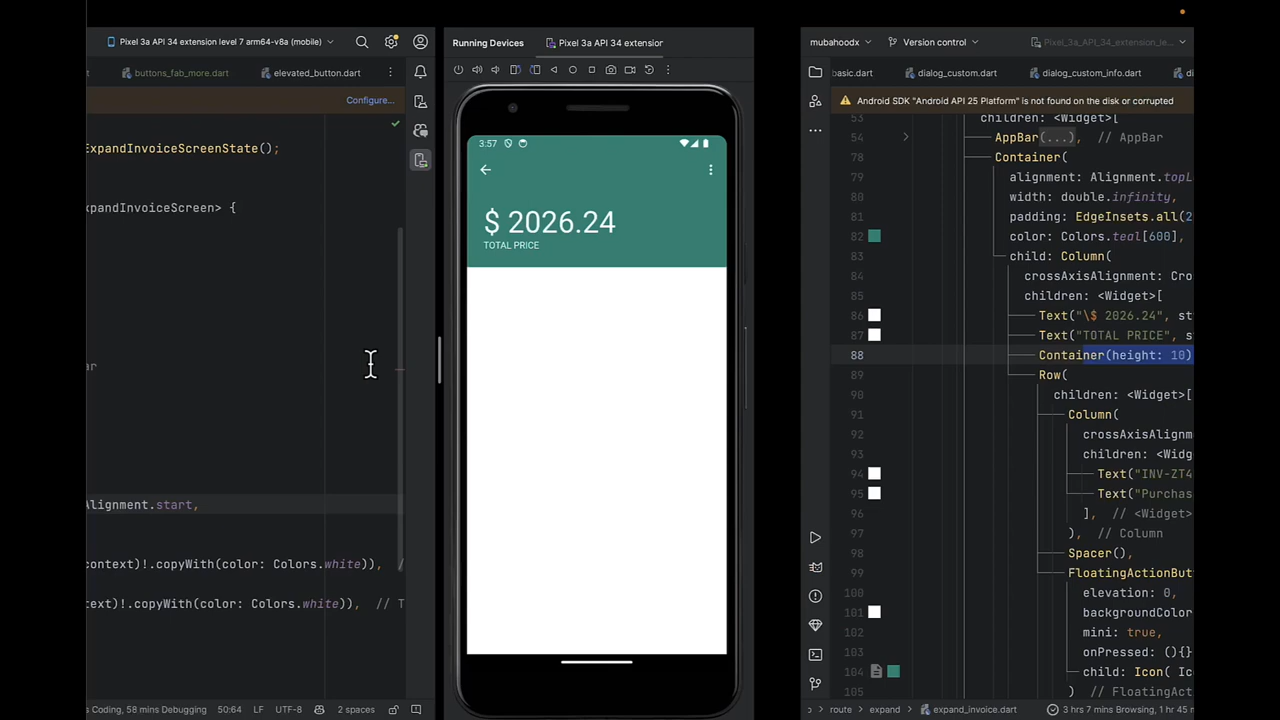 Pixel 3a API 34 extension level 7 arm64-v8a (mobile)
buttons_fab_more.dart
elevated_button.dart
Configure...
ExpandInvoiceScreenState();
xpandInvoiceScreen> {
ar
Alignment.start,
context)!.copyWith(color: Colors.white)),
ext)!.copyWith(color: Colors.white)), // T
s Coding, 58 mins Debugging
50:64
LF
UTF-8
2 spaces
Running Devices
Pixel 3a API 34 extension
3:57
$ 2026.24
TOTAL PRICE
mubahoodx
Version control
Pixel_3a_API_34_extension_le...
basic.dart
dialog_custom.dart
dialog_custom_info.dart
di
Android SDK "Android API 25 Platform" is not found on the disk or corrupted
53 children: <Widget>[
54 AppBar(...), // AppBar
78 Container(
79 alignment: Alignment.topL
80 width: double.infinity,
81 padding: EdgeInsets.all(2
82 color: Colors.teal[600],
83 child: Column(
84 crossAxisAlignment: Cro
85 children: <Widget>[
86 Text("\$ 2026.24", st
87 Text("TOTAL PRICE", s
88 Container(height: 10)
89 Row(
90 children: <Widget>[
91 Column(
92 crossAxisAlignm
93 children: <Widg
94 Text("INV-ZT4
95 Text("Purchas
96 ], // <Widget>
97 ), // Column
98 Spacer(),
99 FloatingActionBut
100 elevation: 0,
101 backgroundColor
102 mini: true,
103 onPressed: (){}
104 child: Icon( Ic
105 ) // FloatingAc
route > expand > expand_invoice.dart
3 hrs 7 mins Browsing, 1 hr 45 m